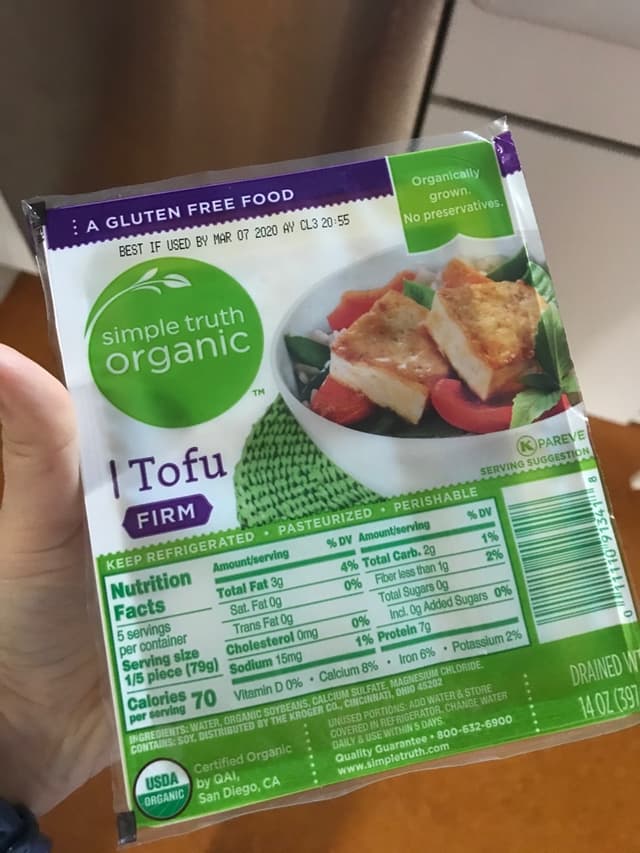 A GLUTEN FREE FOOD
BEST IF USED BY MAR 07 2020 AY CL3 20:55
Organically
grown.
No preservatives.
simple truth
organic
TM
Tofu
FIRM
K PAREVE
SERVING SUGGESTION
KEEP REFRIGERATED • PASTEURIZED • PERISHABLE
Nutrition
Facts
5 servings
per container
Serving size
1/5 piece (79g)
Calories
per serving 70
Amount/serving % DV
Total Fat 3g 4%
Sat. Fat 0g 0%
Trans Fat 0g
Cholesterol 0mg 0%
Sodium 15mg 1%
Amount/serving % DV
Total Carb. 2g 1%
Fiber less than 1g 2%
Total Sugars 0g
Incl. 0g Added Sugars 0%
Protein 7g
Vitamin D 0% • Calcium 8% • Iron 6% • Potassium 2%
INGREDIENTS: WATER, ORGANIC SOYBEANS, CALCIUM SULFATE, MAGNESIUM CHLORIDE.
CONTAINS: SOY. DISTRIBUTED BY THE KROGER CO., CINCINNATI, OHIO 45202
USDA
ORGANIC
Certified Organic
by QAI,
San Diego, CA
UNUSED PORTIONS: ADD WATER & STORE
COVERED IN REFRIGERATOR. CHANGE WATER
DAILY & USE WITHIN 5 DAYS.
Quality Guarantee • 800-632-6900
www.simpletruth.com
DRAINED WT
14 OZ (397